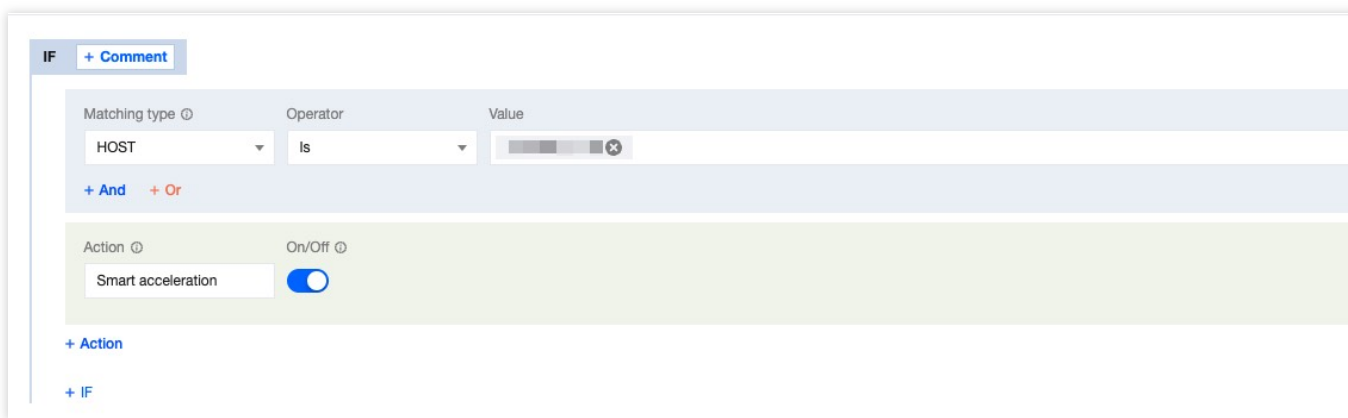 IF + Comment
Matching type Operator Value
HOST Is
+ And + Or
Action On/Off
Smart acceleration
+ Action
+ IF